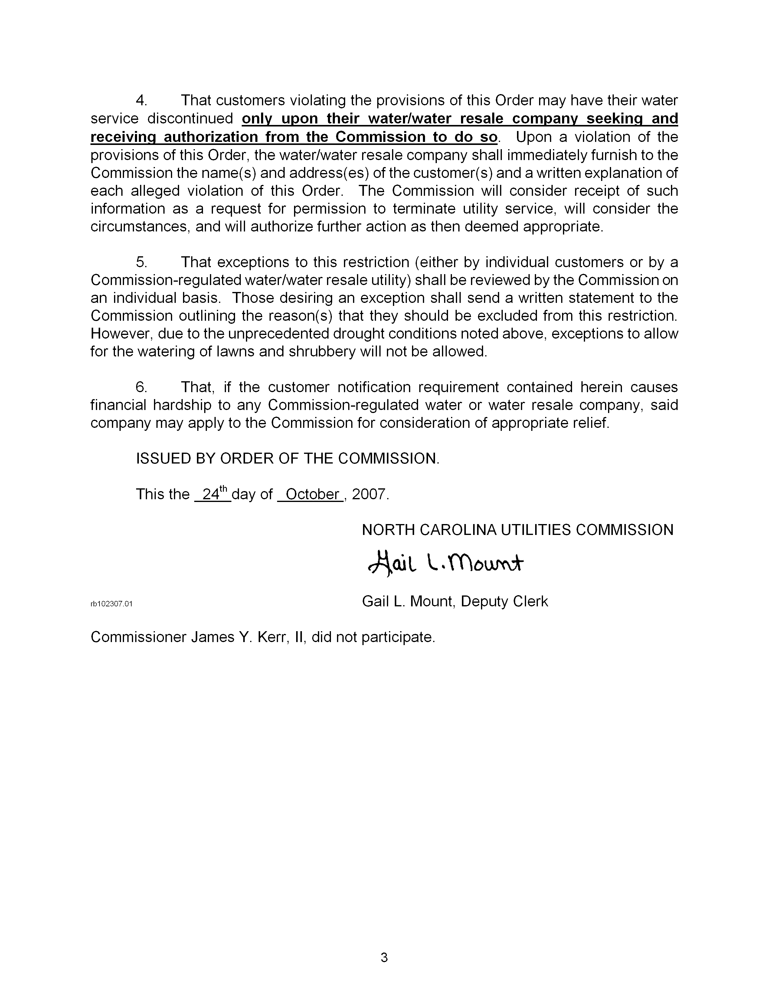 4. That customers violating the provisions of this Order may have their water
service discontinued only upon their water/water resale company seeking and
receiving authorization from the Commission to do so. Upon a violation of the
provisions of this Order, the water/water resale company shall immediately furnish to the
Commission the name(s) and address(es) of the customer(s) and a written explanation of
each alleged violation of this Order. The Commission will consider receipt of such
information as a request for permission to terminate utility service, will consider the
circumstances, and will authorize further action as then deemed appropriate.
5. That exceptions to this restriction (either by individual customers or by a
Commission-regulated water/water resale utility) shall be reviewed by the Commission on
an individual basis. Those desiring an exception shall send a written statement to the
Commission outlining the reason(s) that they should be excluded from this restriction.
However, due to the unprecedented drought conditions noted above, exceptions to allow
for the watering of lawns and shrubbery will not be allowed.
6. That, if the customer notification requirement contained herein causes
financial hardship to any Commission-regulated water or water resale company, said
company may apply to the Commission for consideration of appropriate relief.
ISSUED BY ORDER OF THE COMMISSION.
This the 24th day of October, 2007.
NORTH CAROLINA UTILITIES COMMISSION
Gail L. Mount
Gail L. Mount, Deputy Clerk
rb102307.01
Commissioner James Y. Kerr, II, did not participate.
3